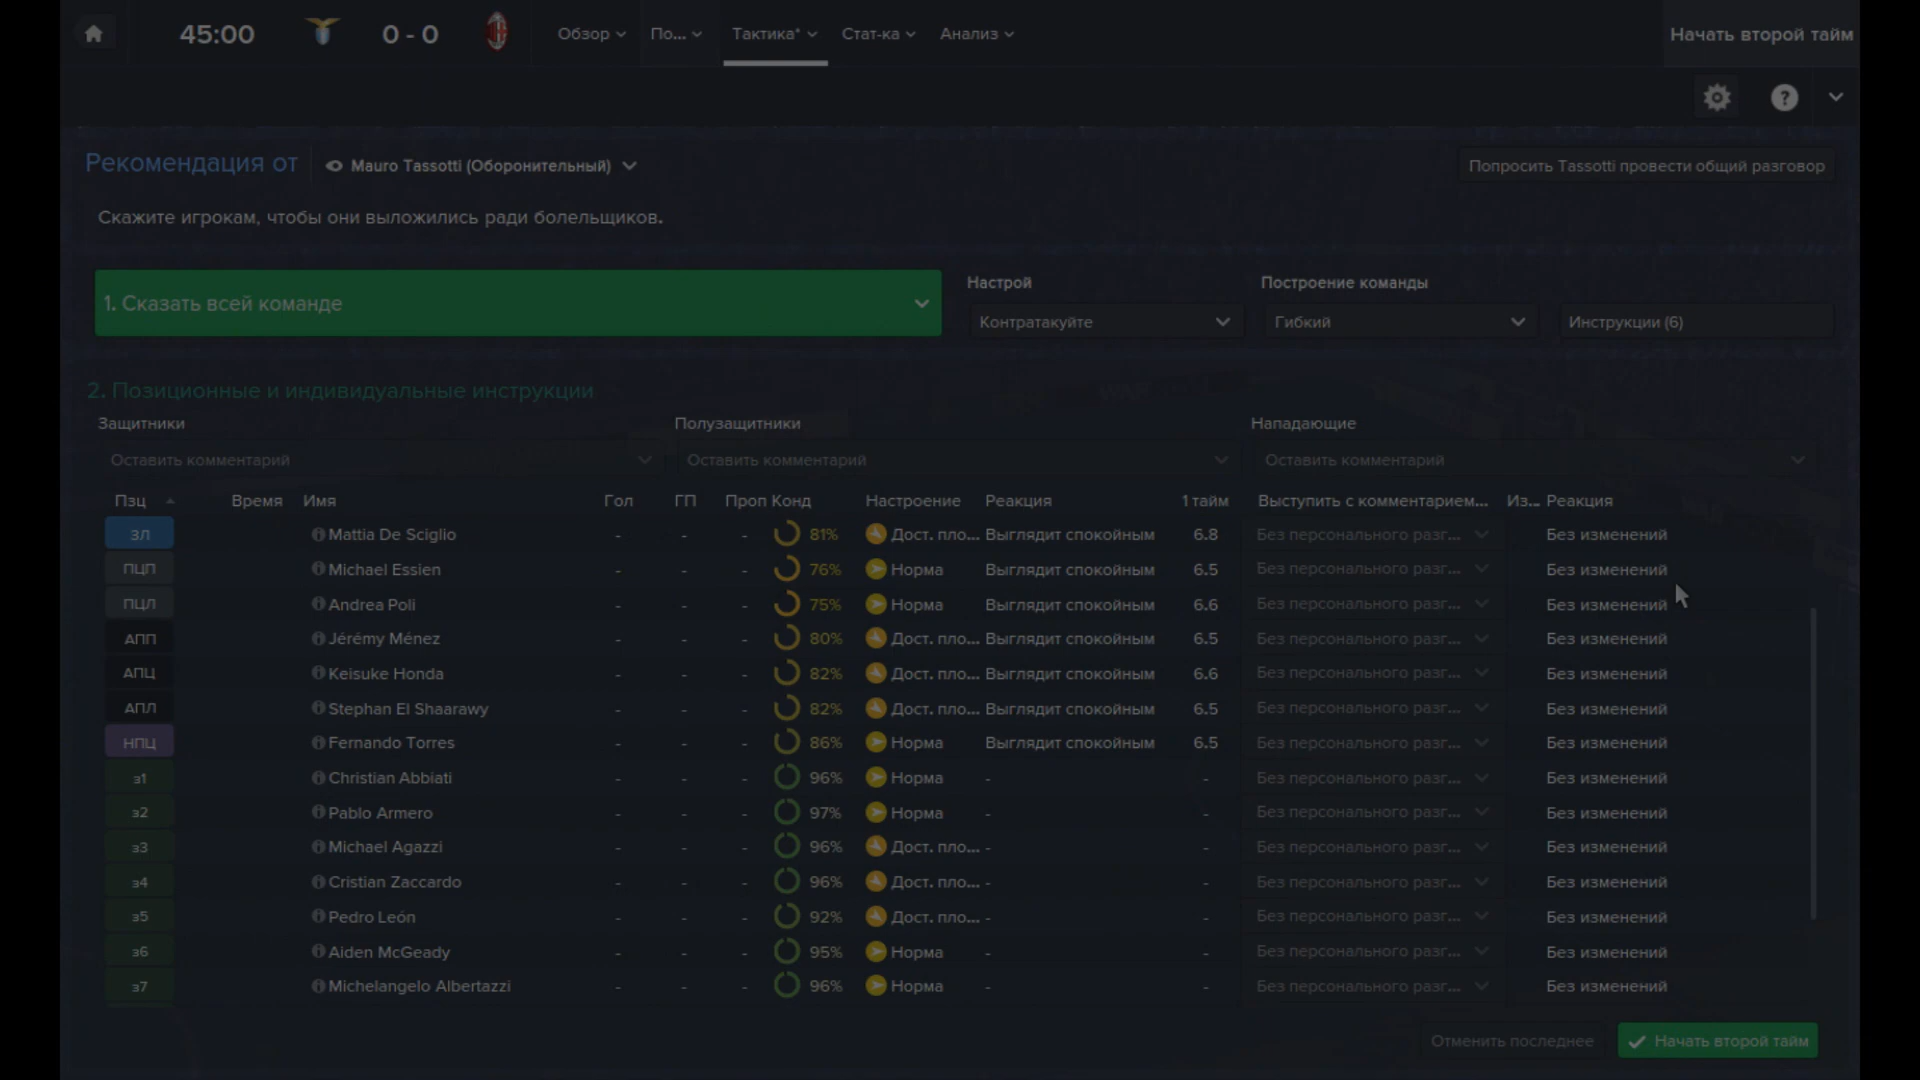 45:00 0 - 0 Обзор По... Тактика* Стат-ка Анализ Начать второй тайм
Рекомендация от Mauro Tassotti (Оборонительный) Попросить Tassotti провести общий разговор
Скажите игрокам, чтобы они выложились ради болельщиков.
Настрой Построение команды
1. Сказать всей команде Контратакуйте Гибкий Инструкции (6)
2. Позиционные и индивидуальные инструкции
Защитники Полузащитники Нападающие
Оставить комментарий Оставить комментарий Оставить комментарий
Пзц Время Имя Гол ГП Проп Конд Настроение Реакция 1 тайм Выступить с комментарием... Из... Реакция
ЗЛ Mattia De Sciglio - - - 81% Дост. пло... Выглядит спокойным 6.8 Без персонального разг... Без изменений
ПЦП Michael Essien - - - 76% Норма Выглядит спокойным 6.5 Без персонального разг... Без изменений
ПЦЛ Andrea Poli - - - 75% Норма Выглядит спокойным 6.6 Без персонального разг... Без изменений
АПП Jérémy Ménez - - - 80% Дост. пло... Выглядит спокойным 6.5 Без персонального разг... Без изменений
АПЦ Keisuke Honda - - - 82% Дост. пло... Выглядит спокойным 6.6 Без персонального разг... Без изменений
АПЛ Stephan El Shaarawy - - - 82% Дост. пло... Выглядит спокойным 6.5 Без персонального разг... Без изменений
НПЦ Fernando Torres - - - 86% Норма Выглядит спокойным 6.5 Без персонального разг... Без изменений
з1 Christian Abbiati - - - 96% Норма - - Без персонального разг... Без изменений
з2 Pablo Armero - - - 97% Норма - - Без персонального разг... Без изменений
з3 Michael Agazzi - - - 96% Дост. пло... - - Без персонального разг... Без изменений
з4 Cristian Zaccardo - - - 96% Дост. пло... - - Без персонального разг... Без изменений
з5 Pedro León - - - 92% Дост. пло... - - Без персонального разг... Без изменений
з6 Aiden McGeady - - - 95% Норма - - Без персонального разг... Без изменений
з7 Michelangelo Albertazzi - - - 96% Норма - - Без персонального разг... Без изменений
Отменить последнее Начать второй тайм